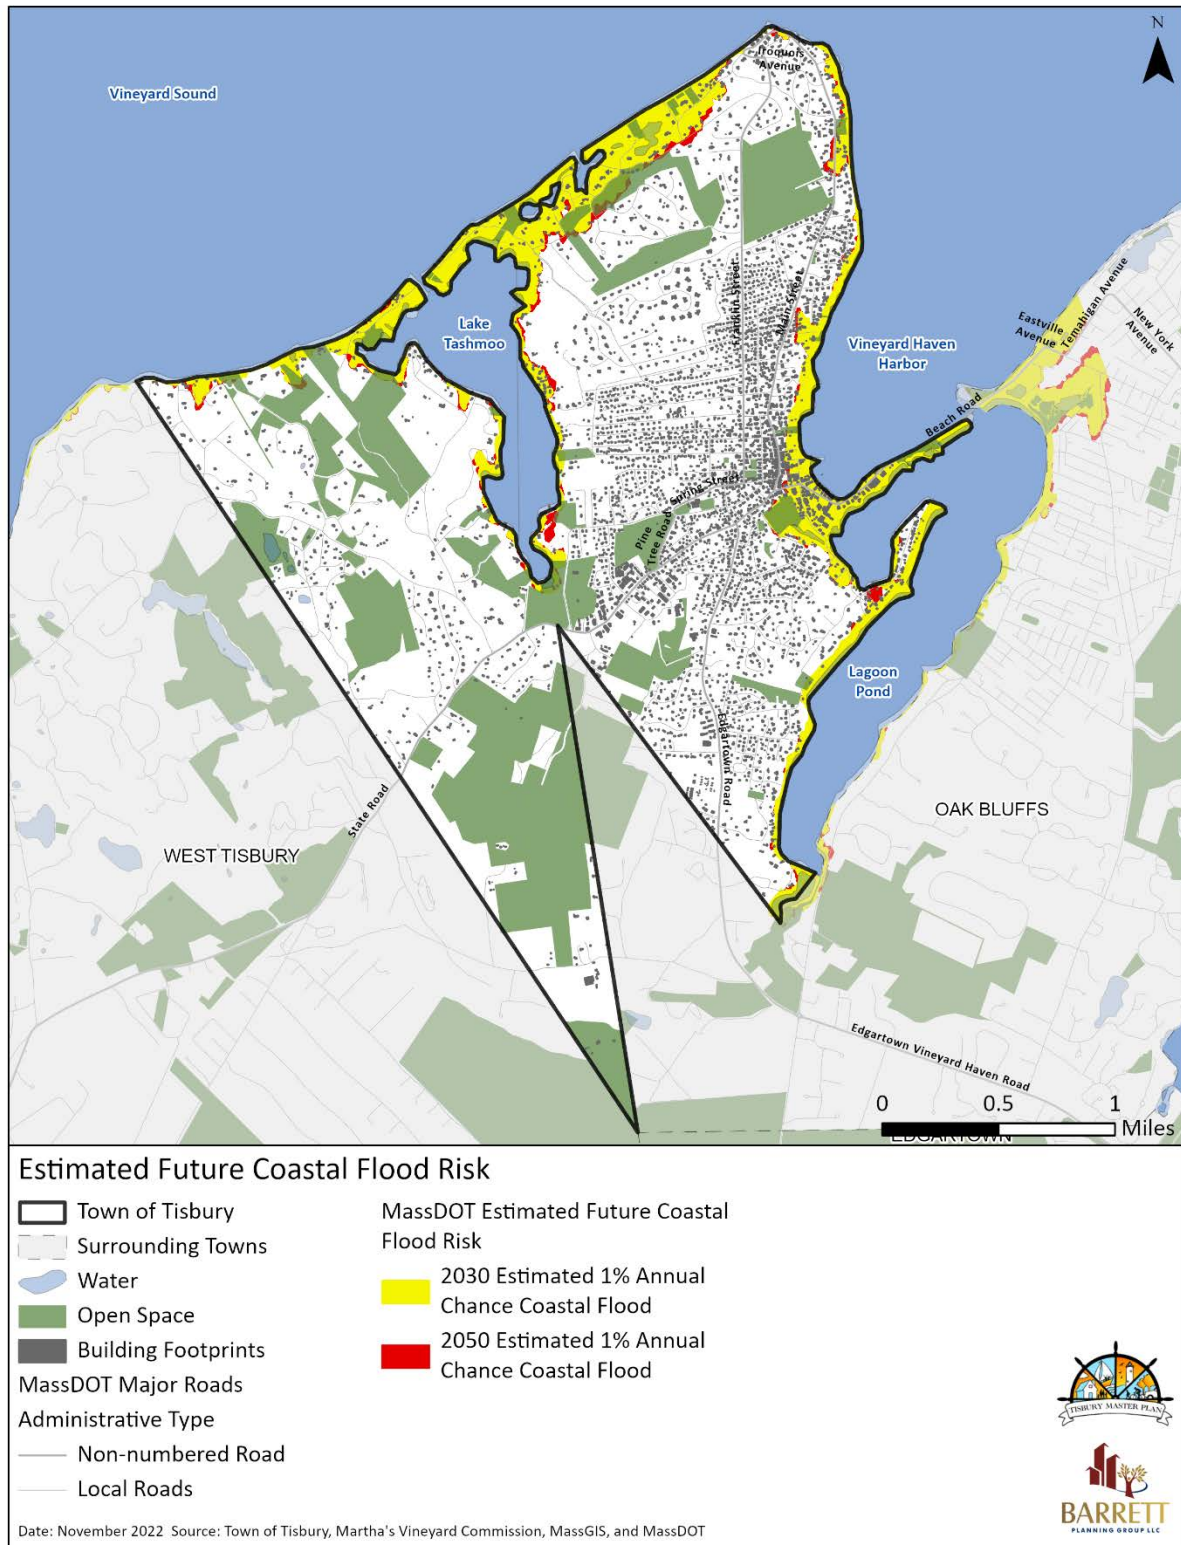 N
Iroquois
Avenue
Vineyard Sound
Franklin Street
Main Street
Lake
Tashmoo
Vineyard Haven
Harbor
Eastville
Avenue
Temahigan Avenue
New York
Avenue
Beach Road
Spring Street
Pine
Tree Road
Lagoon
Pond
Edgartown Road
State Road
WEST TISBURY
OAK BLUFFS
Edgartown Vineyard Haven Road
0 0.5 1
Miles
EDGARTOWN
Estimated Future Coastal Flood Risk
Town of Tisbury
Surrounding Towns
Water
Open Space
Building Footprints
MassDOT Major Roads
Administrative Type
Non-numbered Road
Local Roads
MassDOT Estimated Future Coastal
Flood Risk
2030 Estimated 1% Annual
Chance Coastal Flood
2050 Estimated 1% Annual
Chance Coastal Flood
TISBURY MASTER PLAN
BARRETT
PLANNING GROUP LLC
Date: November 2022 Source: Town of Tisbury, Martha's Vineyard Commission, MassGIS, and MassDOT